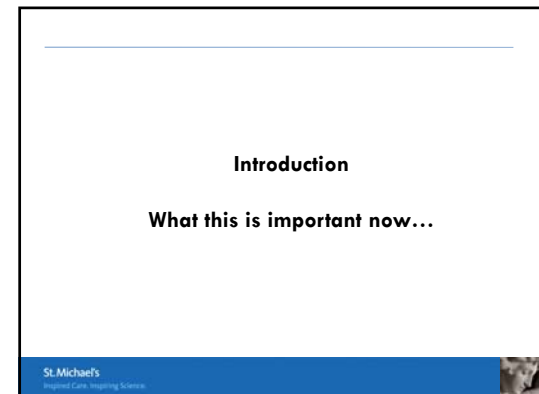 Introduction
What this is important now…
St. Michael's
Inspired Care. Inspiring Science.